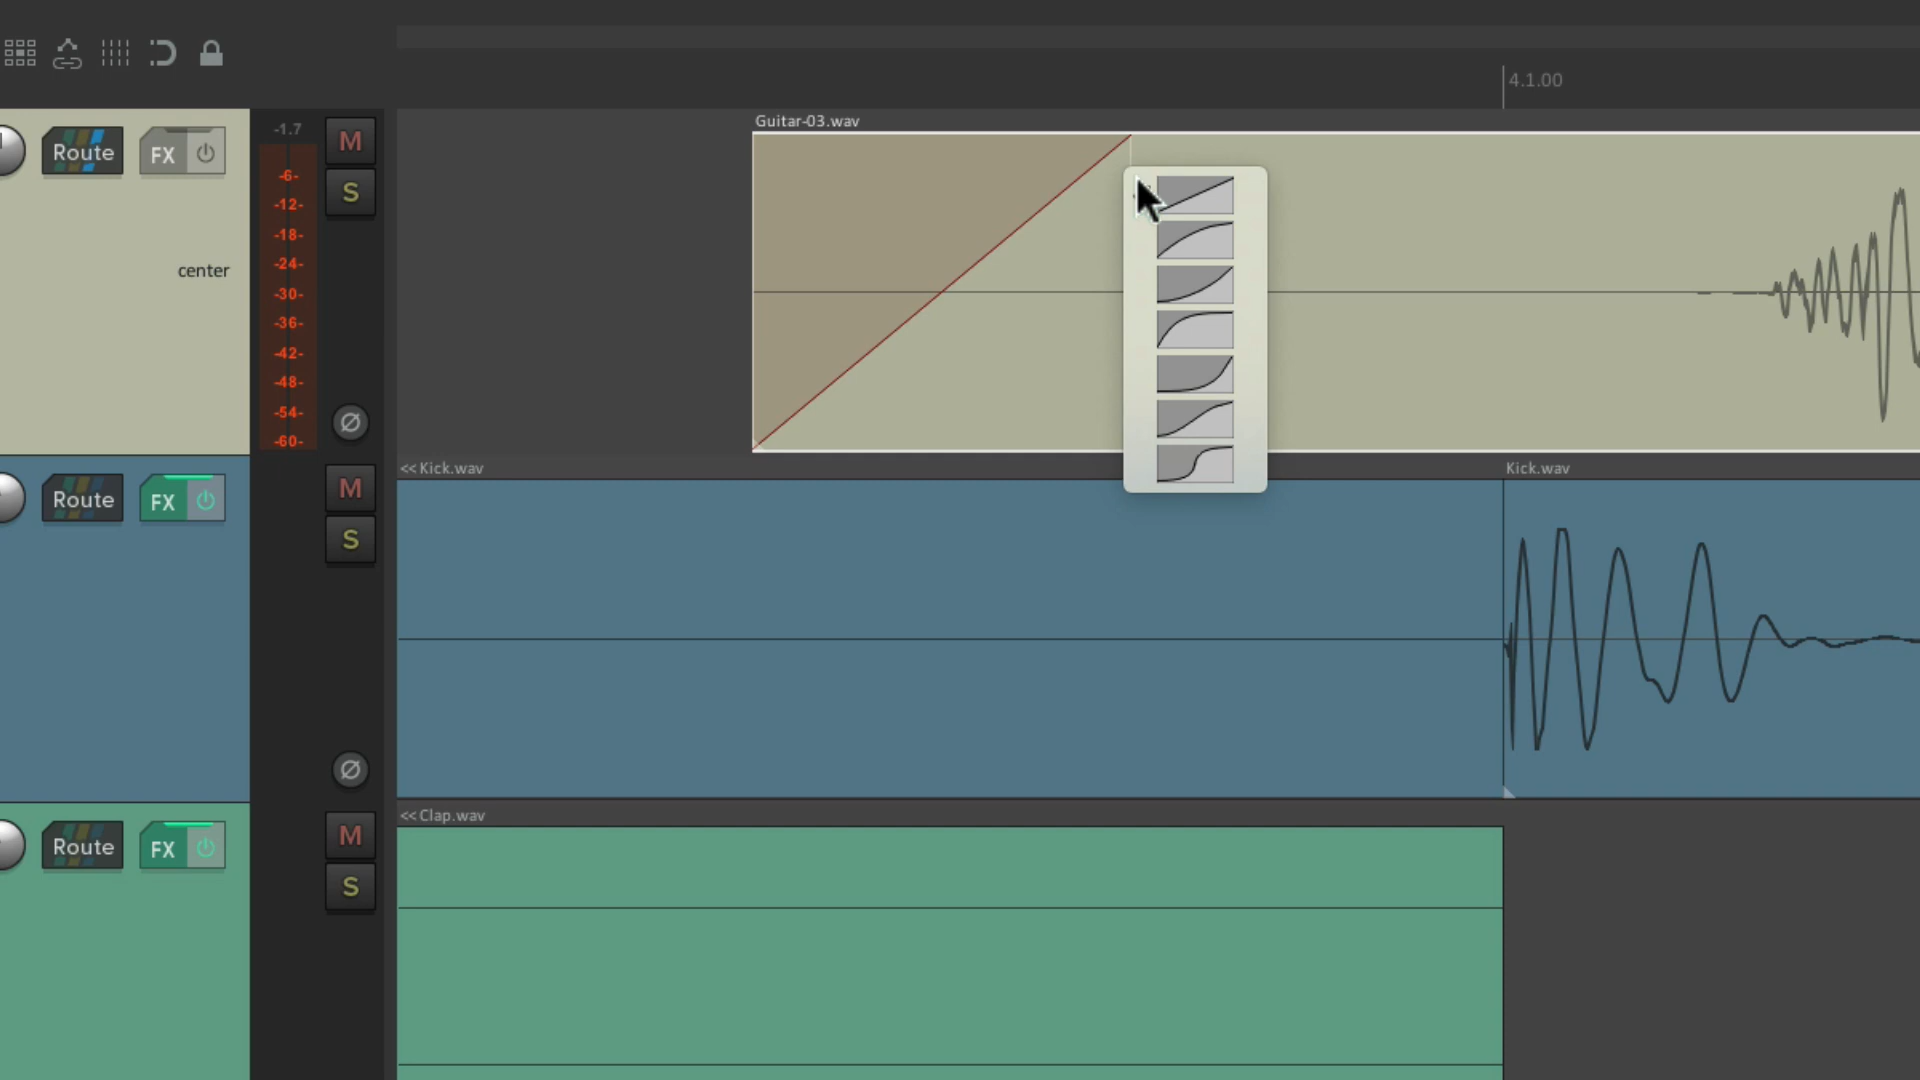 4.1.00
Guitar-03.wav
Route
FX
-1.7
M
-6-
-12-
S
-18-
-24-
center
-30-
-36-
-42-
-48-
-54-
-60-
<< Kick.wav
Kick.wav
Route
FX
M
S
<< Clap.wav
Route
FX
M
S